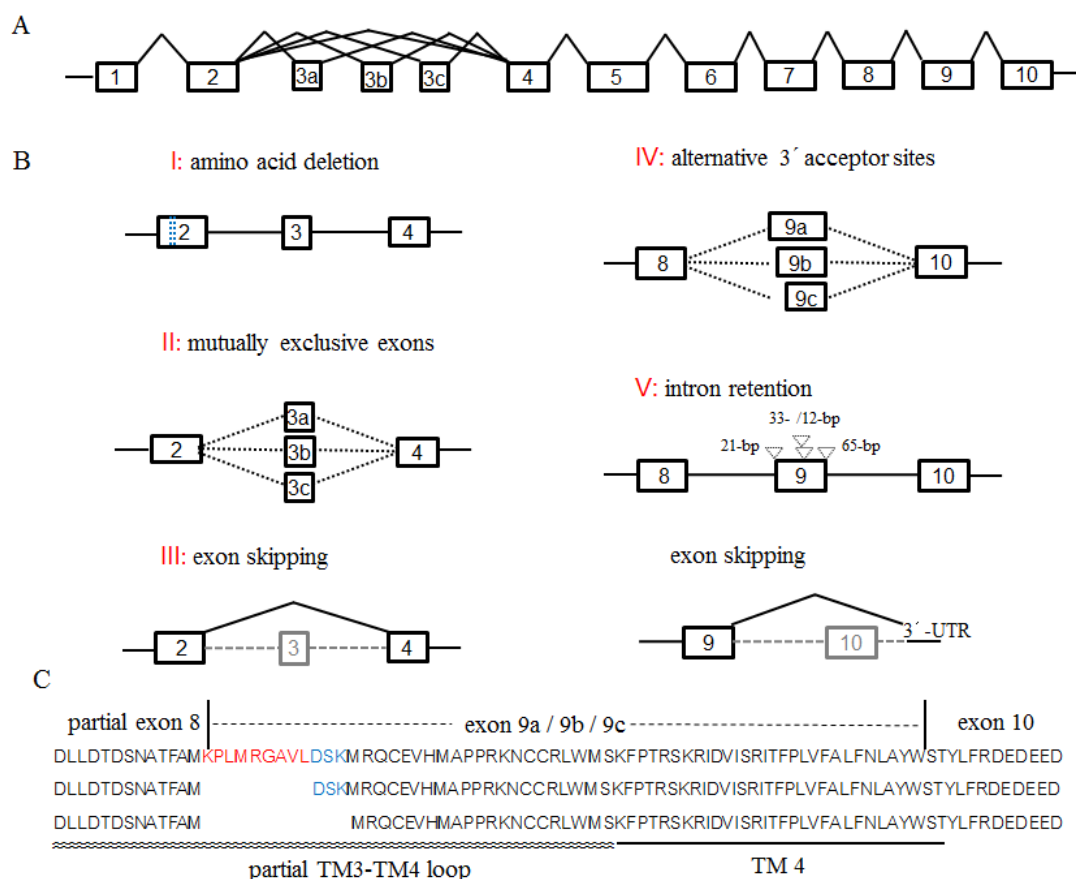 A
1 2 3a 3b 3c 4 5 6 7 8 9 10
B
I: amino acid deletion
2 3 4
II: mutually exclusive exons
3a
2 3b 4
3c
III: exon skipping
2 3 4
IV: alternative 3´ acceptor sites
9a
8 9b 10
9c
V: intron retention
33- /12-bp
21-bp 65-bp
8 9 10
exon skipping
9 10 3´-UTR
C
partial exon 8 exon 9a / 9b / 9c exon 10
DLLDTDSNATFAMKPLMRGAVLDSKMRQCEVHMAPPRKNCCRLWMSKFPTRSKRIDVISRITFPLVFALFNLAYWSTYLFRDEDEED
DLLDTDSNATFAM DSKMRQCEVHMAPPRKNCCRLWMSKFPTRSKRIDVISRITFPLVFALFNLAYWSTYLFRDEDEED
DLLDTDSNATFAM MRQCEVHMAPPRKNCCRLWMSKFPTRSKRIDVISRITFPLVFALFNLAYWSTYLFRDEDEED
partial TM3-TM4 loop TM 4